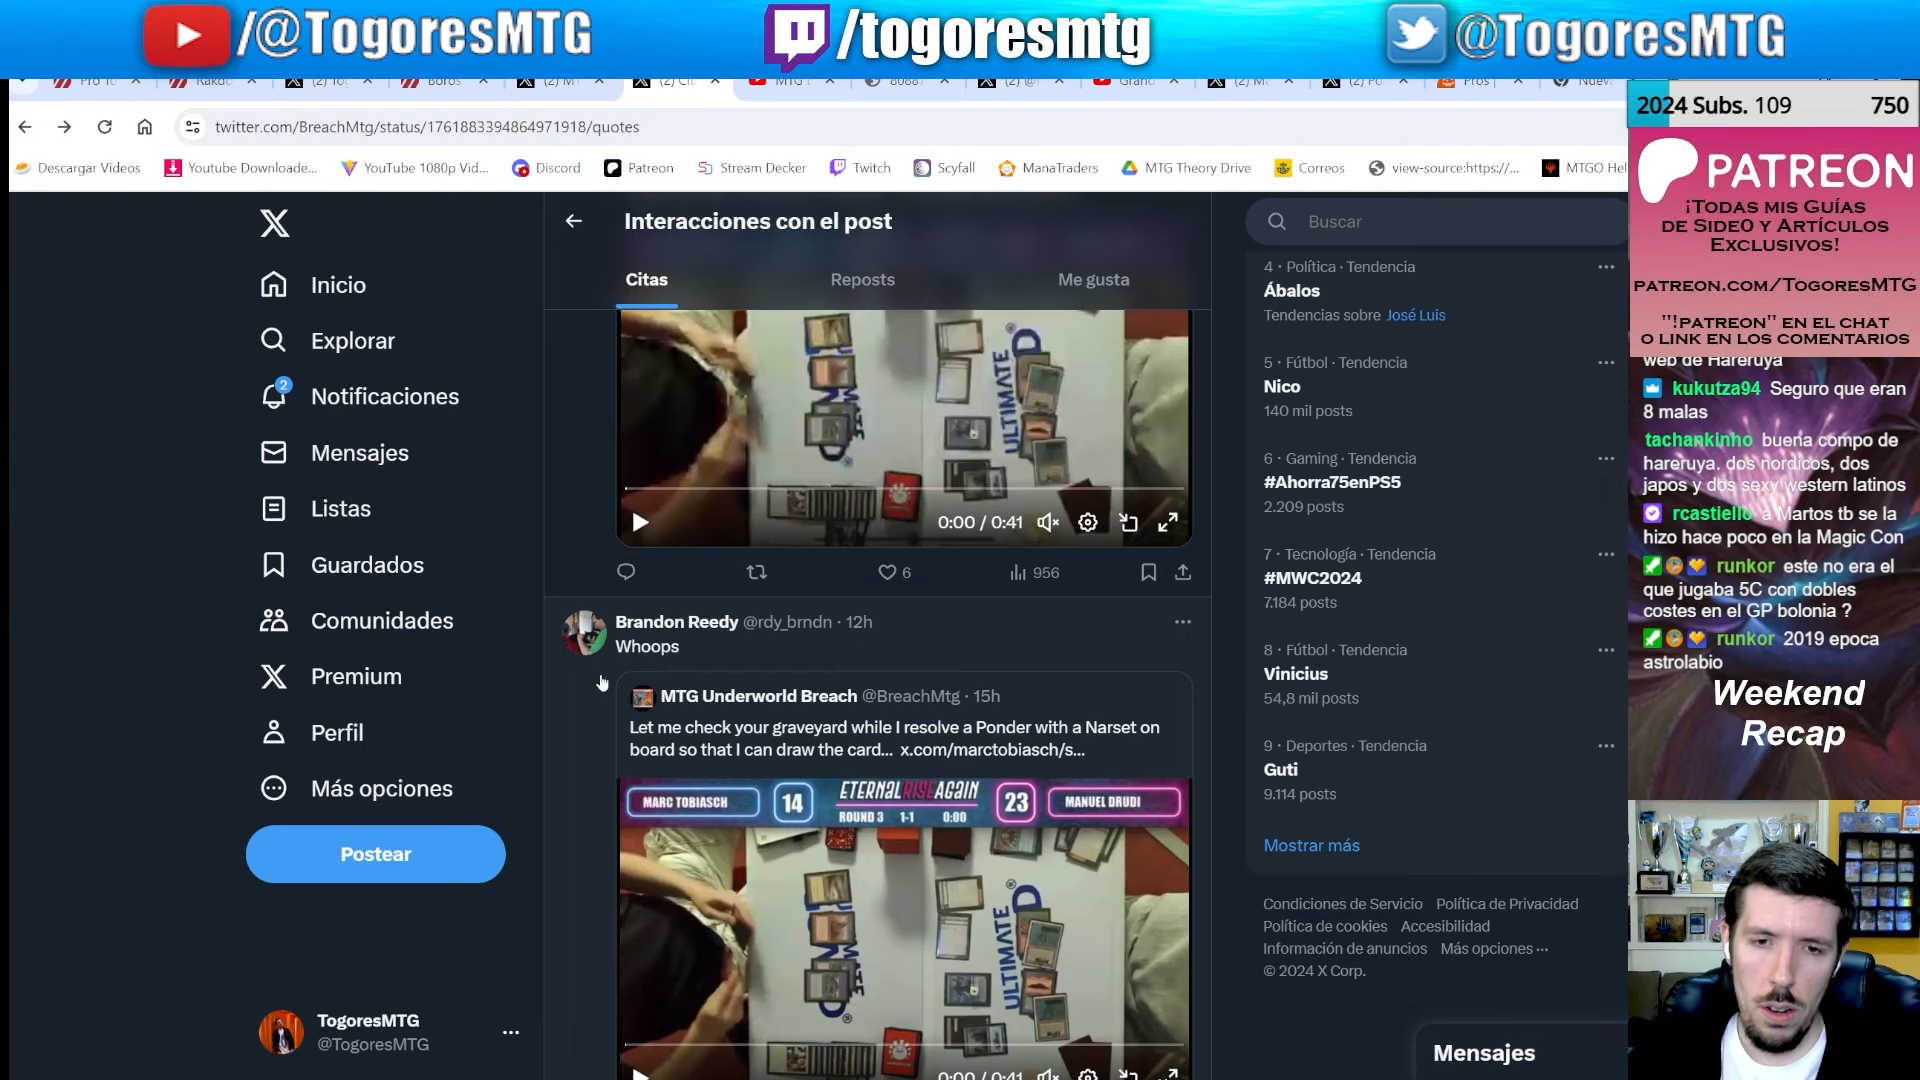 /@TogoresMTG
/togoresmtg
@TogoresMTG
twitter.com/BreachMtg/status/1761883394864971918/quotes
Descargar Videos
Youtube Downloade...
YouTube 1080p Vid...
Discord
Patreon
Stream Decker
Twitch
Scyfall
ManaTraders
MTG Theory Drive
Correos
view-source:https://...
MTGO Hel
2024 Subs. 109
750
PATREON
¡Todas mis Guías
de Side0 y Artículos
Exclusivos!
patreon.com/TogoresMTG
"!patreon" en el chat
o link en los comentarios
Inicio
Explorar
2
Notificaciones
Mensajes
Listas
Guardados
Comunidades
Premium
Perfil
Más opciones
Postear
TogoresMTG
@TogoresMTG
Interacciones con el post
Citas
Reposts
Me gusta
ULTIMATE
0:00 / 0:41
6
956
Brandon Reedy @rdy_brndn · 12h
Whoops
MTG Underworld Breach @BreachMtg · 15h
Let me check your graveyard while I resolve a Ponder with a Narset on
board so that I can draw the card... x.com/marctobiasch/s...
MARC TOBIASCH
14
ETERNALRISEAGAIN
ROUND 3 1-1 0:00
23
MANUEL DRUDI
ULTIMATE
0:00 / 0:41
Buscar
4 · Política · Tendencia
Ábalos
Tendencias sobre José Luis
5 · Fútbol · Tendencia
Nico
140 mil posts
6 · Gaming · Tendencia
#Ahorra75enPS5
2.209 posts
7 · Tecnología · Tendencia
#MWC2024
7.184 posts
8 · Fútbol · Tendencia
Vinicius
54,8 mil posts
9 · Deportes · Tendencia
Guti
9.114 posts
Mostrar más
Condiciones de Servicio Política de Privacidad
Política de cookies Accesibilidad
Información de anuncios Más opciones ···
© 2024 X Corp.
Mensajes
web de Hareruya
kukutza94 Seguro que eran
8 malas
tachankinho buena compo de
hareruya. dos nordicos, dos
japos y dos sexy western latinos
rcastiello a Martos tb se la
hizo hace poco en la Magic Con
runkor este no era el
que jugaba 5C con dobles
costes en el GP bolonia ?
runkor 2019 epoca
astrolabio
Weekend
Recap